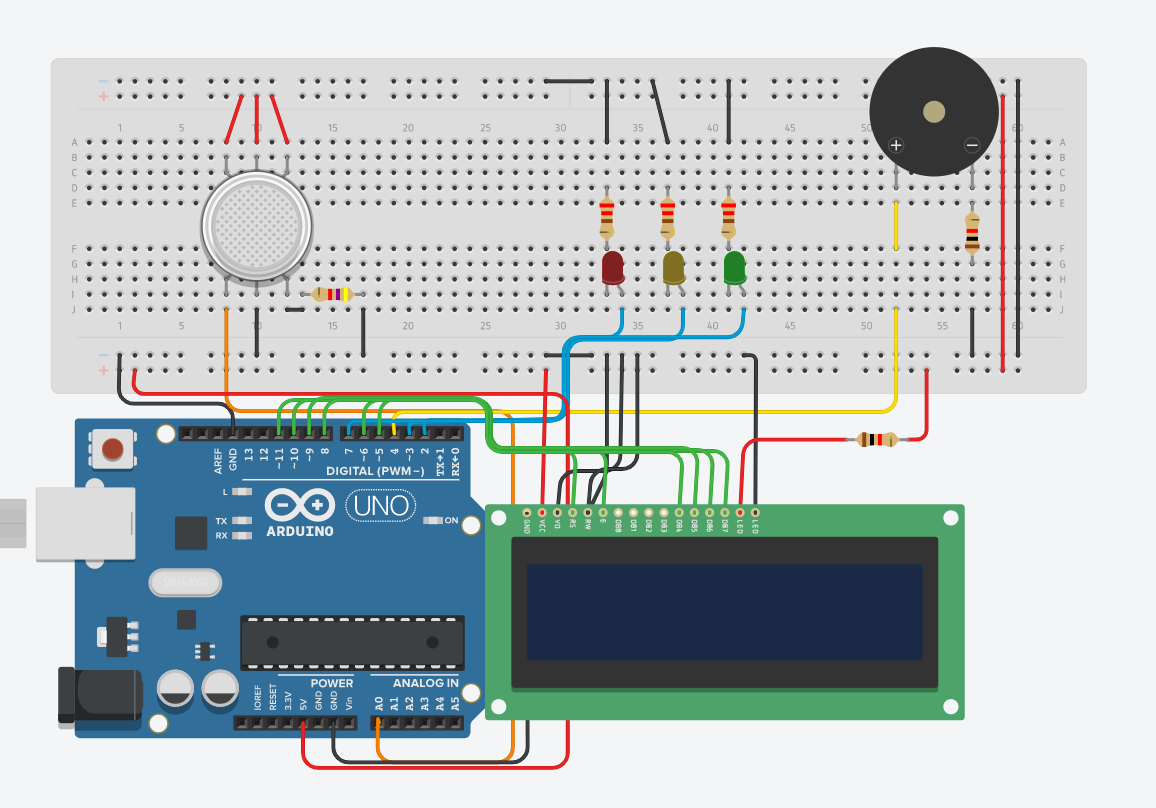 − −
+ +
1 5 10 15 20 25 30 35 40 45 50 60
A A
B B
C C
D D
E E
F F
G G
H H
I I
J J
1 5 10 15 20 25 30 35 40 45 50 55 60
− −
+ +
AREF GND 13 12 ~11 ~10 ~9 8 7 ~6 ~5 4 ~3 2 TX→1 RX←0
DIGITAL (PWM~)
L
TX
RX
ARDUINO
UNO
ON
GND VCC V0 RS RW E DB0 DB1 DB2 DB3 DB4 DB5 DB6 DB7 LED LED
POWER ANALOG IN
IOREF RESET 3.3V 5V GND GND Vin A0 A1 A2 A3 A4 A5